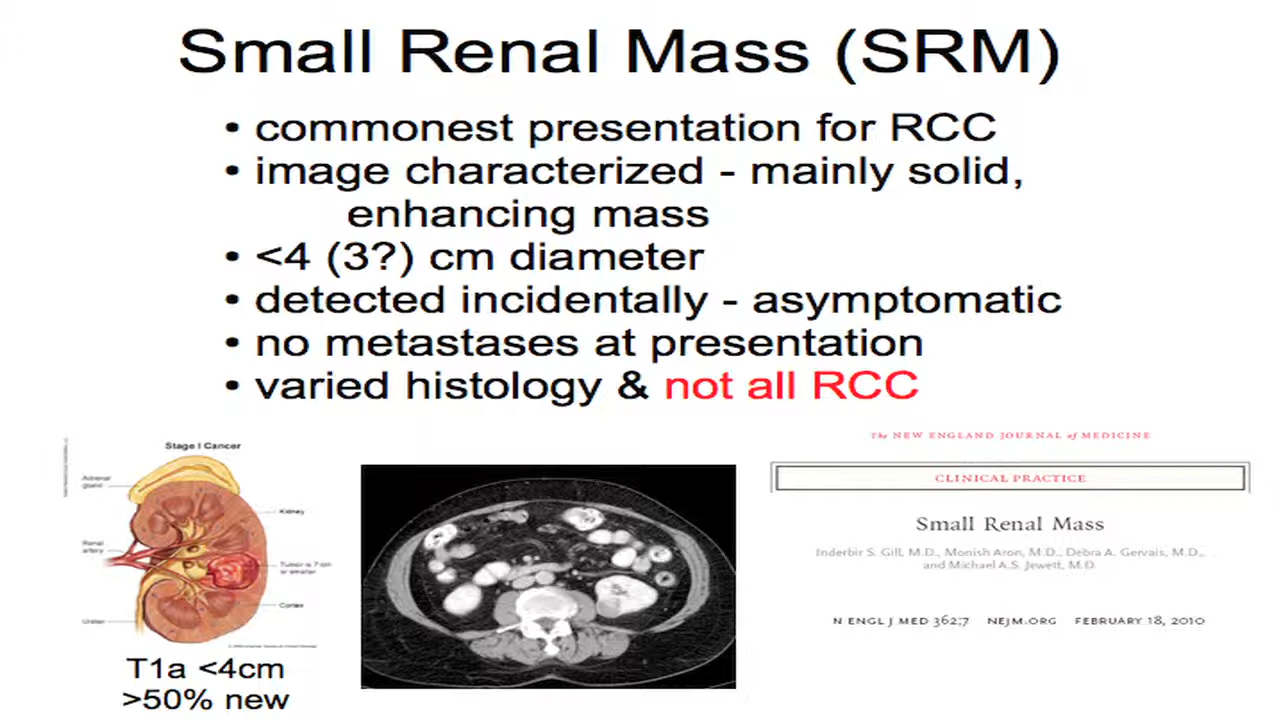 Small Renal Mass (SRM)
• commonest presentation for RCC
• image characterized - mainly solid,
enhancing mass
• <4 (3?) cm diameter
• detected incidentally - asymptomatic
• no metastases at presentation
• varied histology & not all RCC
Stage I Cancer
Adrenal
gland
Kidney
Renal
artery
Tumor is 7 cm
or smaller
Cortex
Ureter
T1a <4cm
>50% new
The NEW ENGLAND JOURNAL of MEDICINE
CLINICAL PRACTICE
Small Renal Mass
Inderbir S. Gill, M.D., Monish Aron, M.D., Debra A. Gervais, M.D.,
and Michael A.S. Jewett, M.D.
N ENGL J MED 362;7 NEJM.ORG FEBRUARY 18, 2010